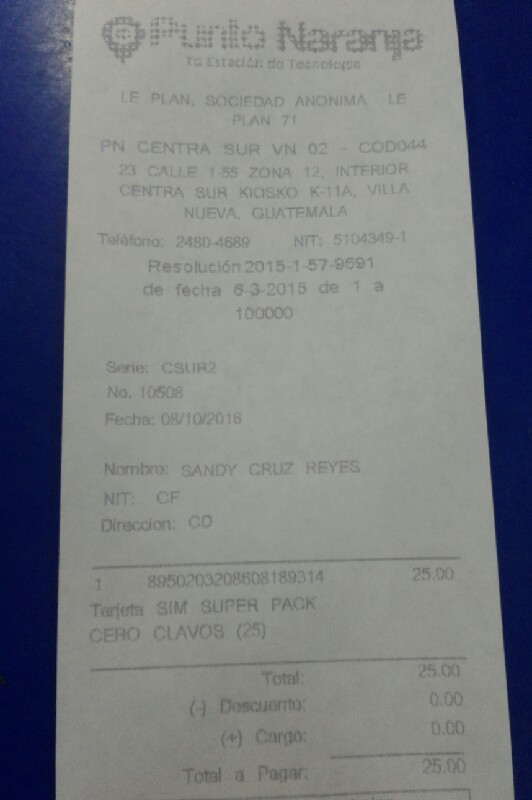 Punto Naranja
Tu Estación de Tecnología
LE PLAN, SOCIEDAD ANONIMA LE
PLAN 71
PN CENTRA SUR VN 02 - COD044
23 CALLE 1-55 ZONA 12, INTERIOR
CENTRA SUR KIOSKO K-11A, VILLA
NUEVA, GUATEMALA
Teléfono: 2480-4689 NIT: 5104349-1
Resolución 2015-1-57-9691
de fecha 6-3-2015 de 1 a
100000
Serie: CSUR2
No. 10508
Fecha: 08/10/2016
Nombre: SANDY CRUZ REYES
NIT: CF
Direccion: CD
1 8950203208608189314 25.00
Tarjeta SIM SUPER PACK
CERO CLAVOS (25)
Total: 25.00
(-) Descuento: 0.00
(+) Cargo: 0.00
Total a Pagar: 25.00